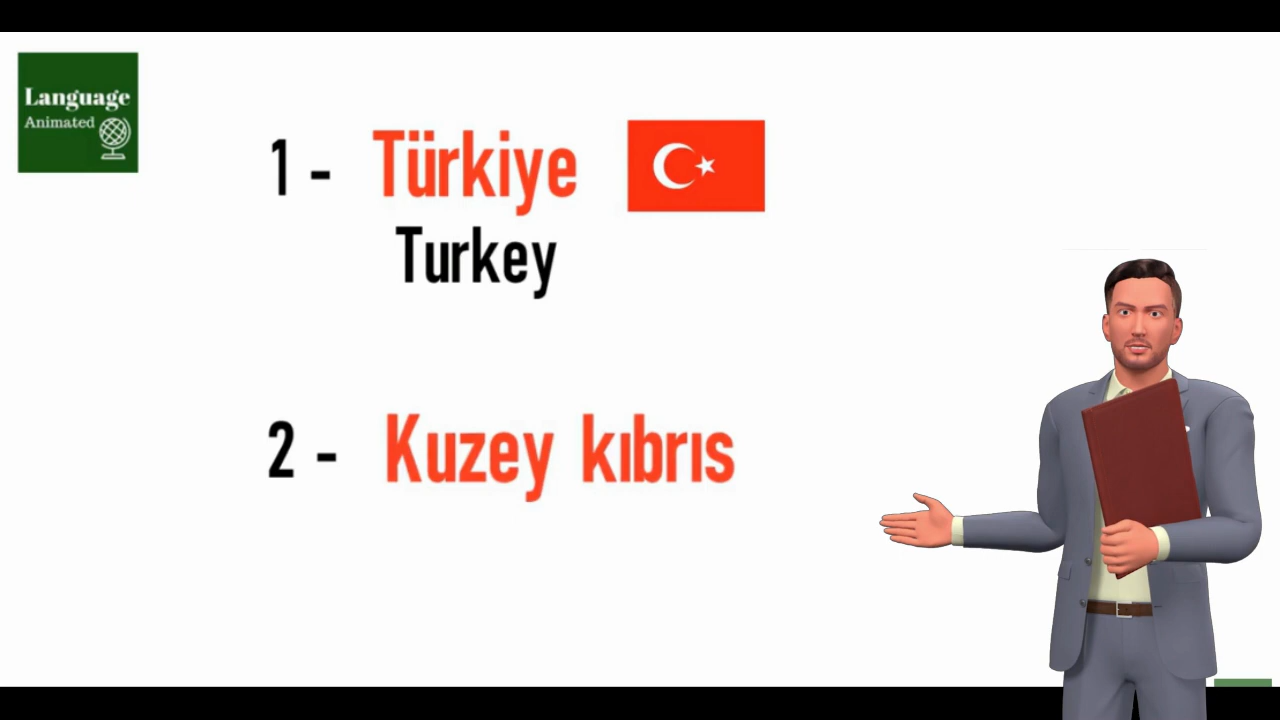 Language
Animated
1 - Türkiye
Turkey
2 - Kuzey kıbrıs